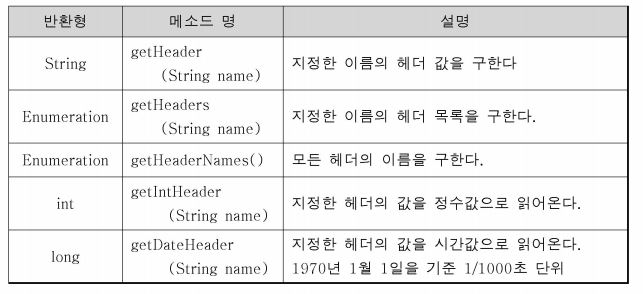 반환형 메소드 명 설명
String getHeader (String name) 지정한 이름의 헤더 값을 구한다
Enumeration getHeaders (String name) 지정한 이름의 헤더 목록을 구한다.
Enumeration getHeaderNames() 모든 헤더의 이름을 구한다.
int getIntHeader (String name) 지정한 헤더의 값을 정수값으로 읽어온다.
long getDateHeader (String name) 지정한 헤더의 값을 시간값으로 읽어온다.
1970년 1월 1일을 기준 1/1000초 단위